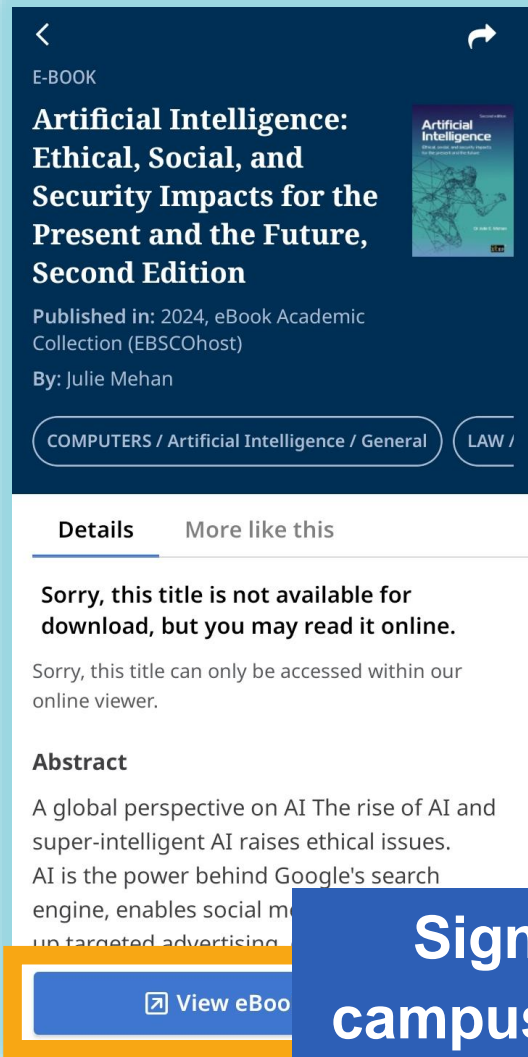 E-BOOK
Artificial Intelligence:
Ethical, Social, and
Security Impacts for the
Present and the Future,
Second Edition
Artificial
Intelligence
Published in: 2024, eBook Academic
Collection (EBSCOhost)
By: Julie Mehan
COMPUTERS / Artificial Intelligence / General
LAW /
Details
More like this
Sorry, this title is not available for
download, but you may read it online.
Sorry, this title can only be accessed within our
online viewer.
Abstract
A global perspective on AI The rise of AI and
super-intelligent AI raises ethical issues.
AI is the power behind Google's search
engine, enables social
up targeted advertising,
View
Sign